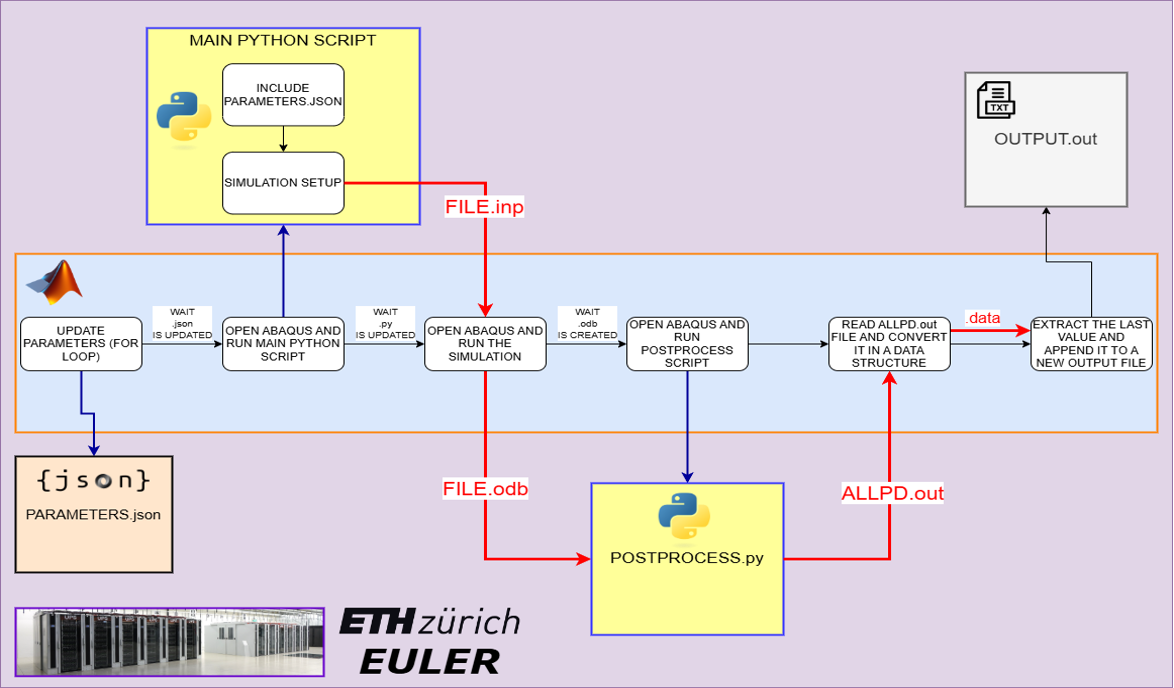 MAIN PYTHON SCRIPT
INCLUDE
PARAMETERS.JSON
SIMULATION SETUP
FILE.inp
TXT
OUTPUT.out
UPDATE
PARAMETERS (FOR
LOOP)
WAIT
.json
IS UPDATED
OPEN ABAQUS AND
RUN MAIN PYTHON
SCRIPT
WAIT
.py
IS UPDATED
OPEN ABAQUS AND
RUN THE
SIMULATION
WAIT
.odb
IS CREATED
OPEN ABAQUS AND
RUN
POSTPROCESS
SCRIPT
READ ALLPD.out
FILE AND CONVERT
IT IN A DATA
STRUCTURE
.data
EXTRACT THE LAST
VALUE AND
APPEND IT TO A
NEW OUTPUT FILE
{json}
PARAMETERS.json
FILE.odb
POSTPROCESS.py
ALLPD.out
ETH zürich
EULER